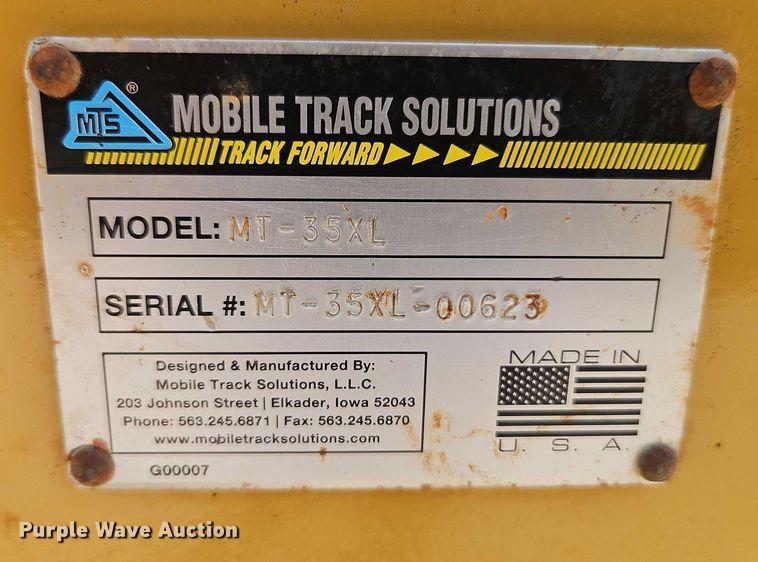 MTS ®
MOBILE TRACK SOLUTIONS
TRACK FORWARD
MODEL: MT-35XL
SERIAL #: MT-35XL-00623
Designed & Manufactured By:
Mobile Track Solutions, L.L.C.
203 Johnson Street | Elkader, Iowa 52043
Phone: 563.245.6871 | Fax: 563.245.6870
www.mobiletracksolutions.com
MADE IN
U. S. A.
G00007
Purple Wave Auction